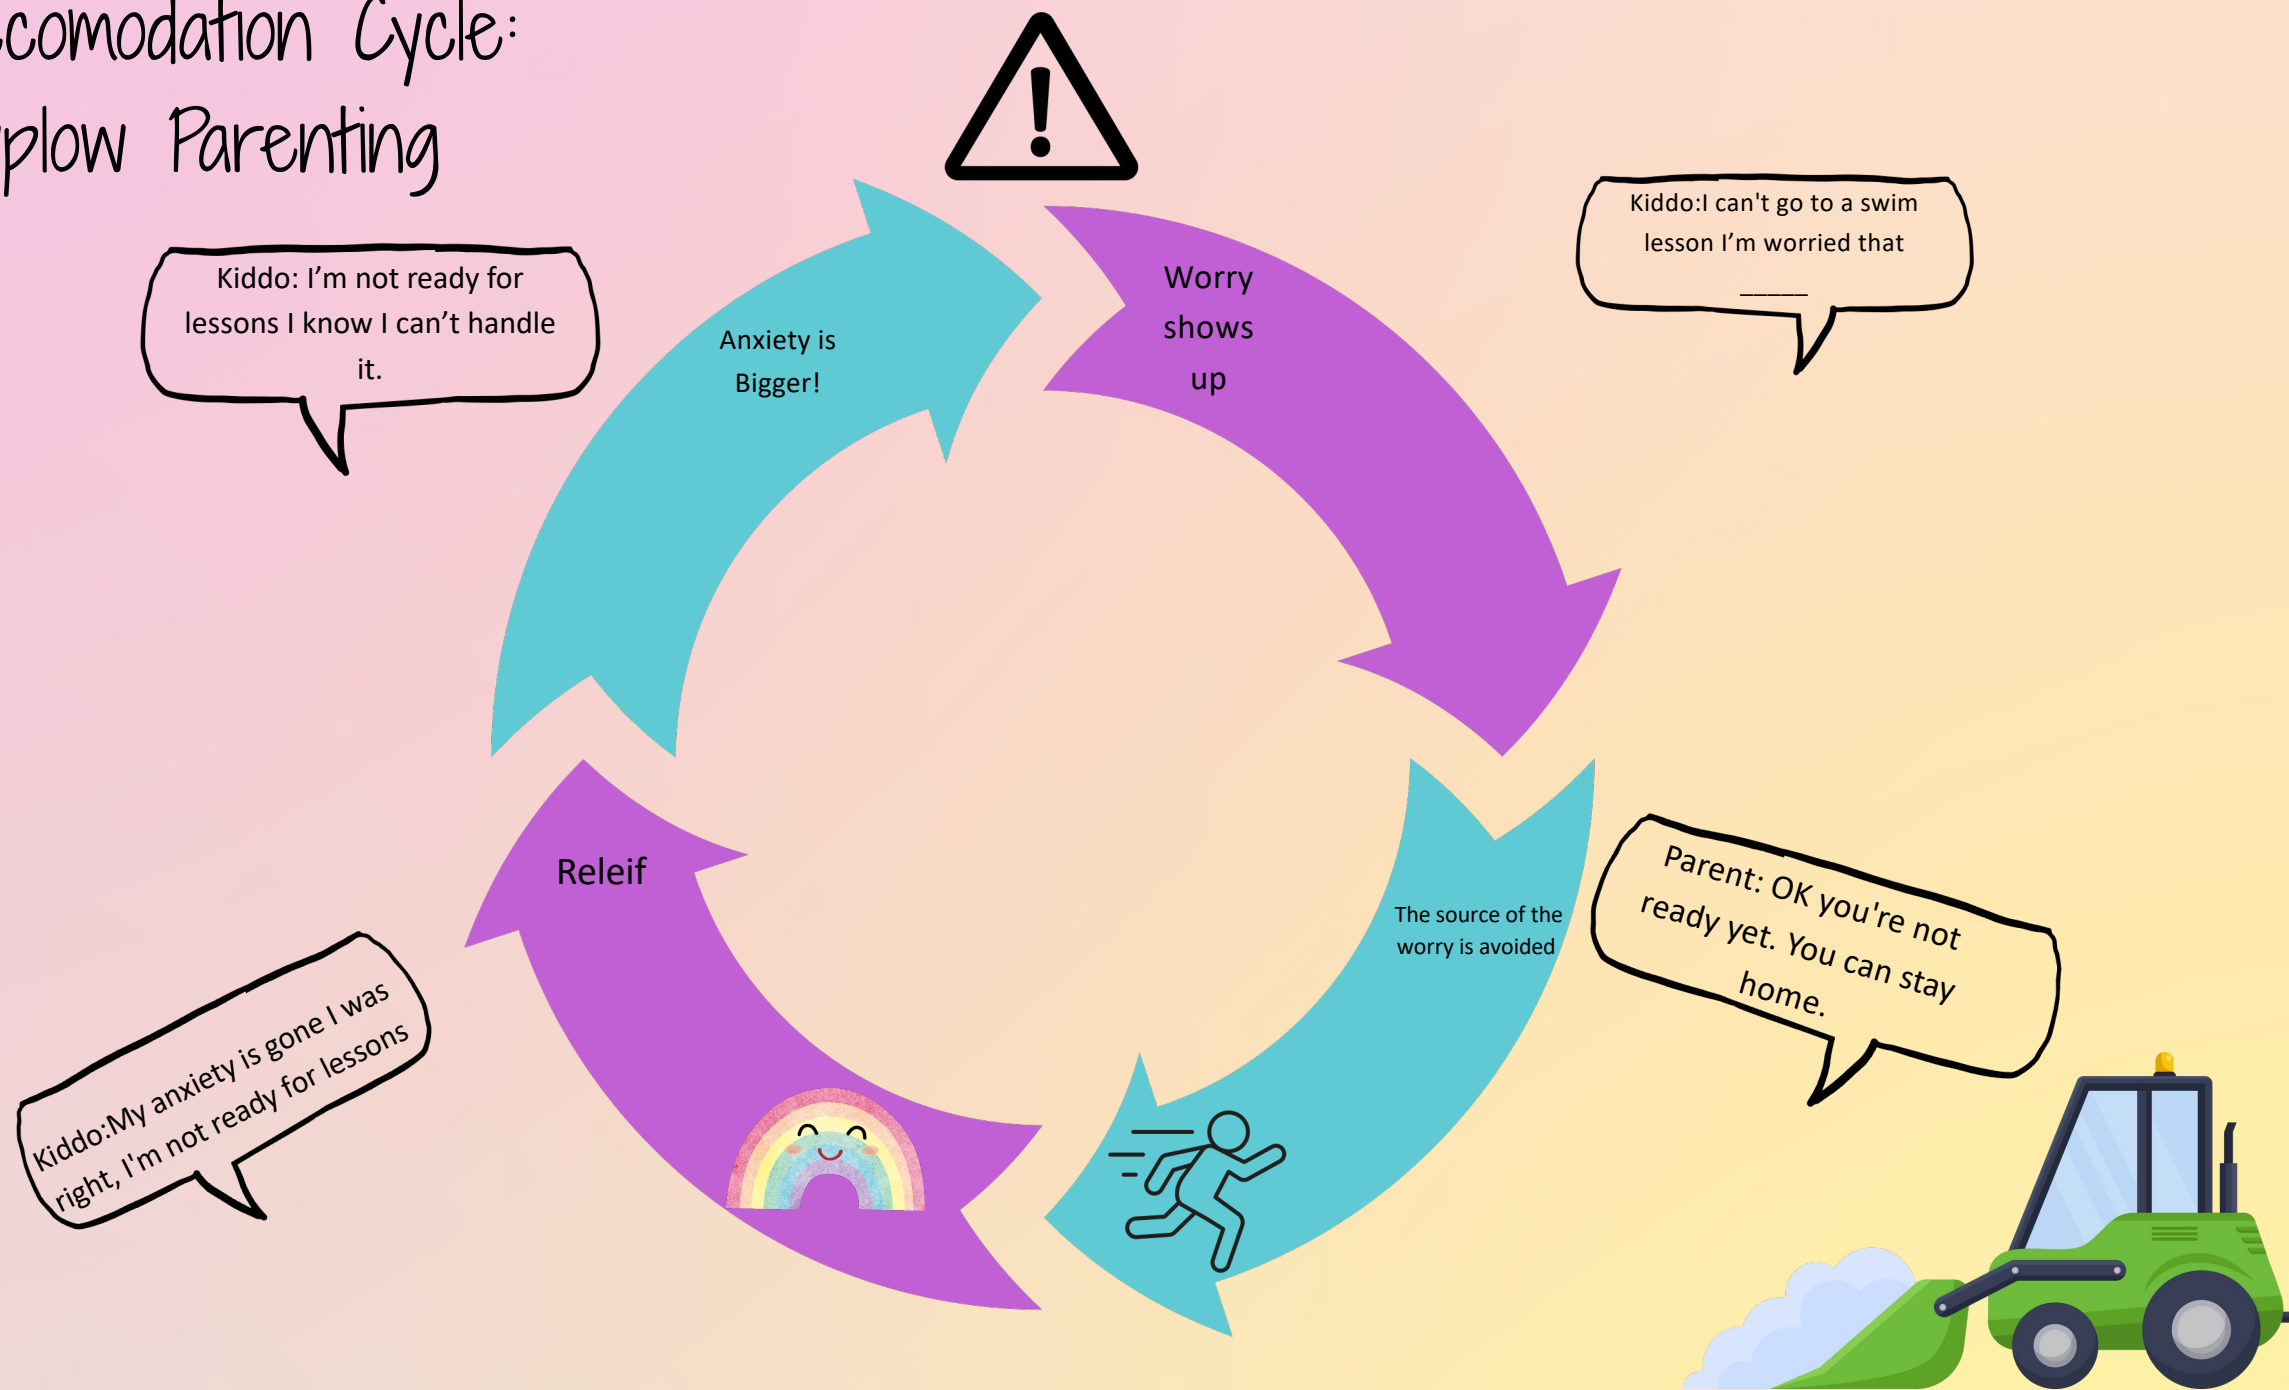 ccomodation Cycle:
plow Parenting
Kiddo: I’m not ready for
lessons I know I can’t handle
it.
Anxiety is
Bigger!
Worry
shows
up
Kiddo:I can't go to a swim
lesson I’m worried that
_____
Releif
The source of the
worry is avoided
Parent: OK you're not
ready yet. You can stay
home.
Kiddo:My anxiety is gone I was
right, I'm not ready for lessons